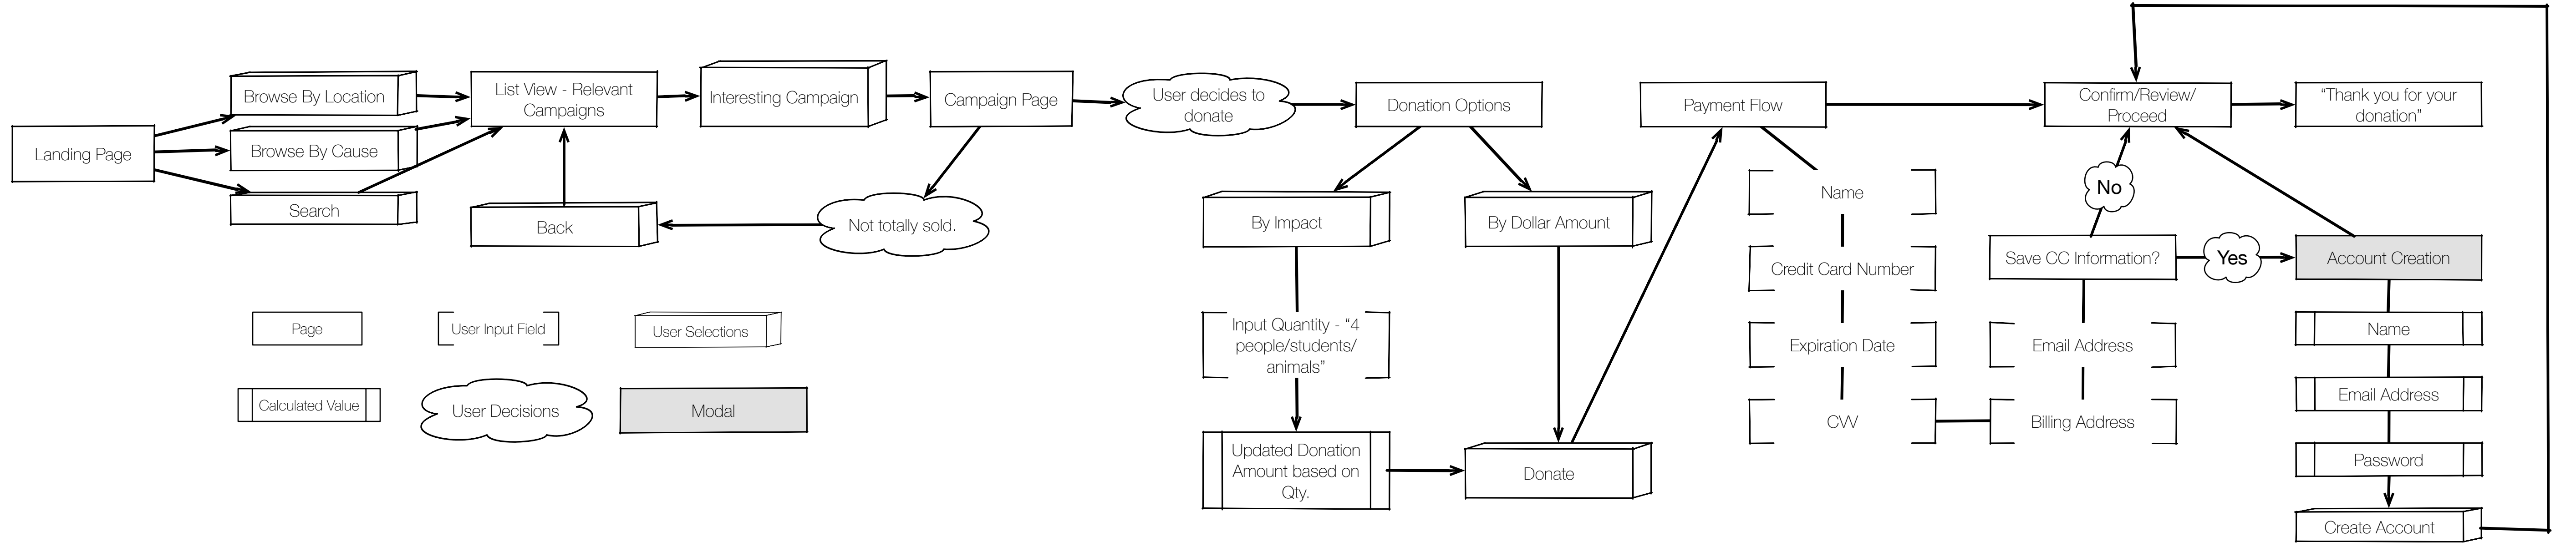 Landing Page
Browse By Location
Browse By Cause
Search
List View - Relevant
Campaigns
Back
Interesting Campaign
Campaign Page
Not totally sold.
User decides to
donate
Donation Options
By Impact
By Dollar Amount
Input Quantity - “4
people/students/
animals”
Updated Donation
Amount based on
Qty.
Donate
Payment Flow
Name
Credit Card Number
Expiration Date
CVV
Billing Address
Email Address
Save CC Information?
No
Yes
Confirm/Review/
Proceed
“Thank you for your
donation”
Account Creation
Name
Email Address
Password
Create Account
Page
User Input Field
User Selections
Calculated Value
User Decisions
Modal